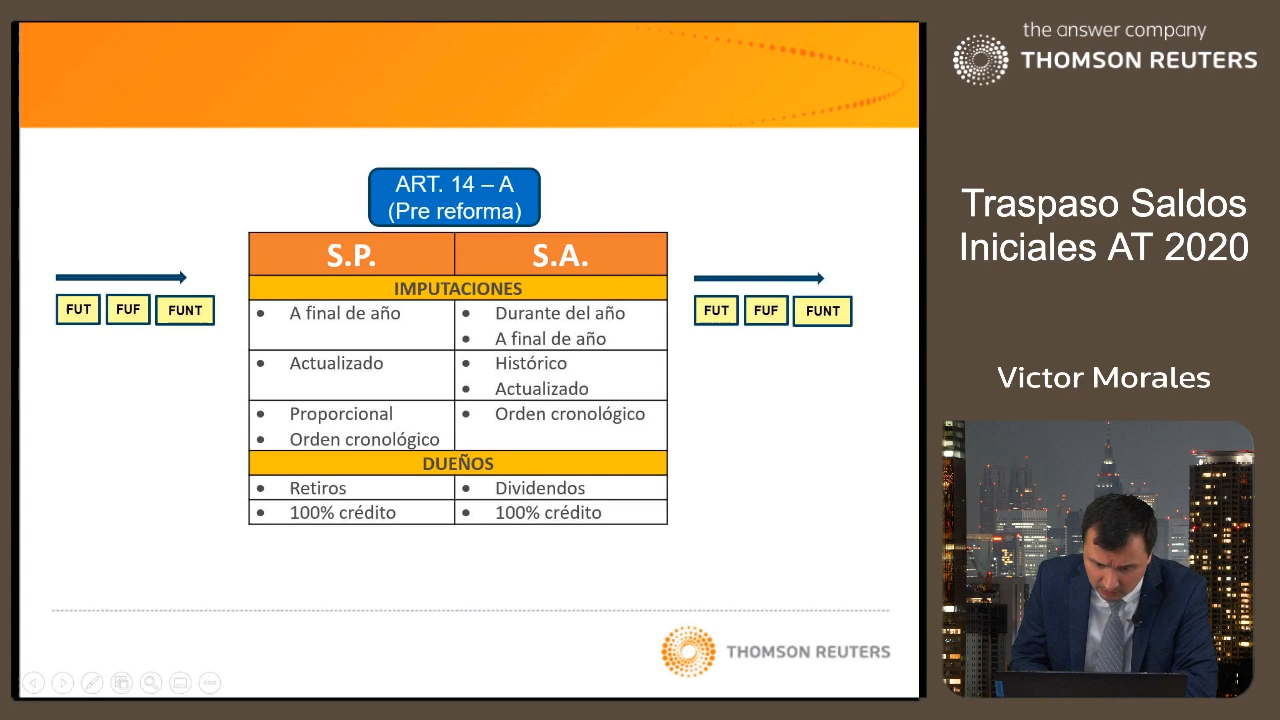 ART. 14 – A
(Pre reforma)
S.P.
S.A.
IMPUTACIONES
• A final de año
• Durante del año
• A final de año
• Actualizado
• Histórico
• Actualizado
• Proporcional
• Orden cronológico
• Orden cronológico
DUEÑOS
• Retiros
• Dividendos
• 100% crédito
• 100% crédito
FUT
FUF
FUNT
FUT
FUF
FUNT
THOMSON REUTERS
the answer company
THOMSON REUTERS
Traspaso Saldos
Iniciales AT 2020
Victor Morales